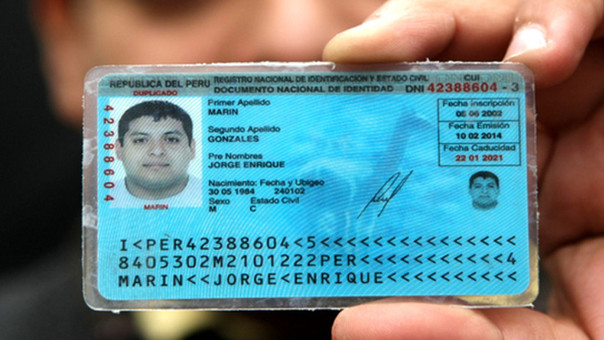 REPUBLICA DEL PERU REGISTRO NACIONAL DE IDENTIFICACION Y ESTADO CIVIL CUI
DUPLICADO DOCUMENTO NACIONAL DE IDENTIDAD DNI 42388604 - 3
42388604
Primer Apellido
MARIN
Segundo Apellido
GONZALES
Pre Nombres
JORGE ENRIQUE
Nacimiento: Fecha y Ubigeo
30 05 1984 240102
Sexo Estado Civil
M C
MARIN
Fecha Inscripción
06 2003
Fecha Emisión
10 02 2014
Fecha Caducidad
22 01 2021
I<PER42388604<5<<<<<<<<<<<<<<<
8405302M2101222PER<<<<<<<<<<<4
MARIN<<JORGE<ENRIQUE<<<<<<<<<<